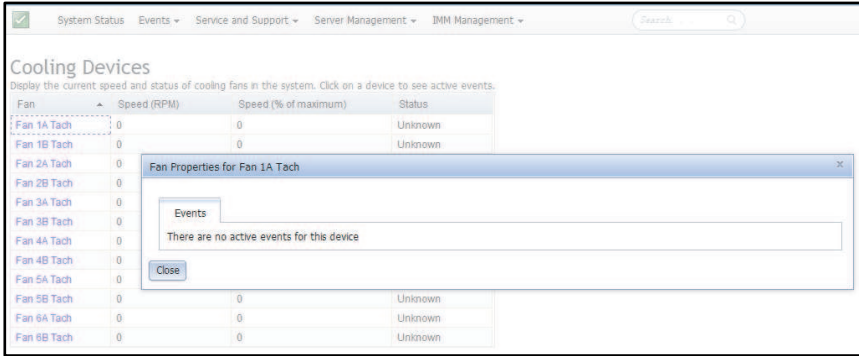 System Status Events Service and Support Server Management IMM Management Search...
Cooling Devices
Display the current speed and status of cooling fans in the system. Click on a device to see active events.
Fan Speed (RPM) Speed (% of maximum) Status
Fan 1A Tach 0 0 Unknown
Fan 1B Tach 0 0 Unknown
Fan 2A Tach 0
Fan 2B Tach 0
Fan 3A Tach 0
Fan 3B Tach 0
Fan 4A Tach 0
Fan 4B Tach 0
Fan 5A Tach 0
Fan 5B Tach 0 0 Unknown
Fan 6A Tach 0 0 Unknown
Fan 6B Tach 0 0 Unknown
Fan Properties for Fan 1A Tach x
Events
There are no active events for this device
Close